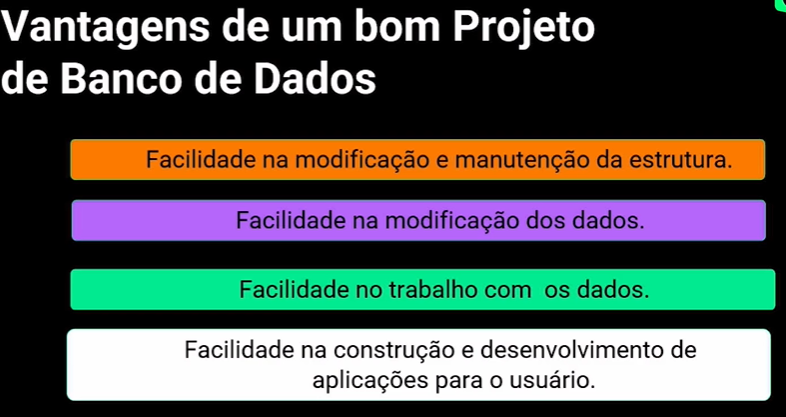 Vantagens de um bom Projeto
de Banco de Dados
Facilidade na modificação e manutenção da estrutura.
Facilidade na modificação dos dados.
Facilidade no trabalho com  os dados.
Facilidade na construção e desenvolvimento de
aplicações para o usuário.